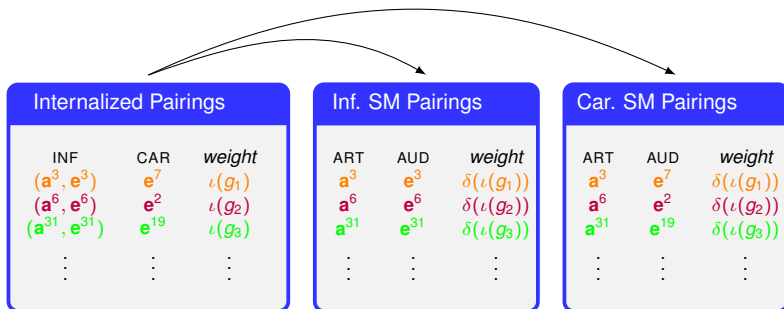 Internalized Pairings
INF CAR weight
(a³, e³) e⁷ ι(g₁)
(a⁶, e⁶) e² ι(g₂)
(a³¹, e³¹) e¹⁹ ι(g₃)
⋮ ⋮ ⋮
Inf. SM Pairings
ART AUD weight
a³ e³ δ(ι(g₁))
a⁶ e⁶ δ(ι(g₂))
a³¹ e³¹ δ(ι(g₃))
⋮ ⋮ ⋮
Car. SM Pairings
ART AUD weight
a³ e⁷ δ(ι(g₁))
a⁶ e² δ(ι(g₂))
a³¹ e¹⁹ δ(ι(g₃))
⋮ ⋮ ⋮